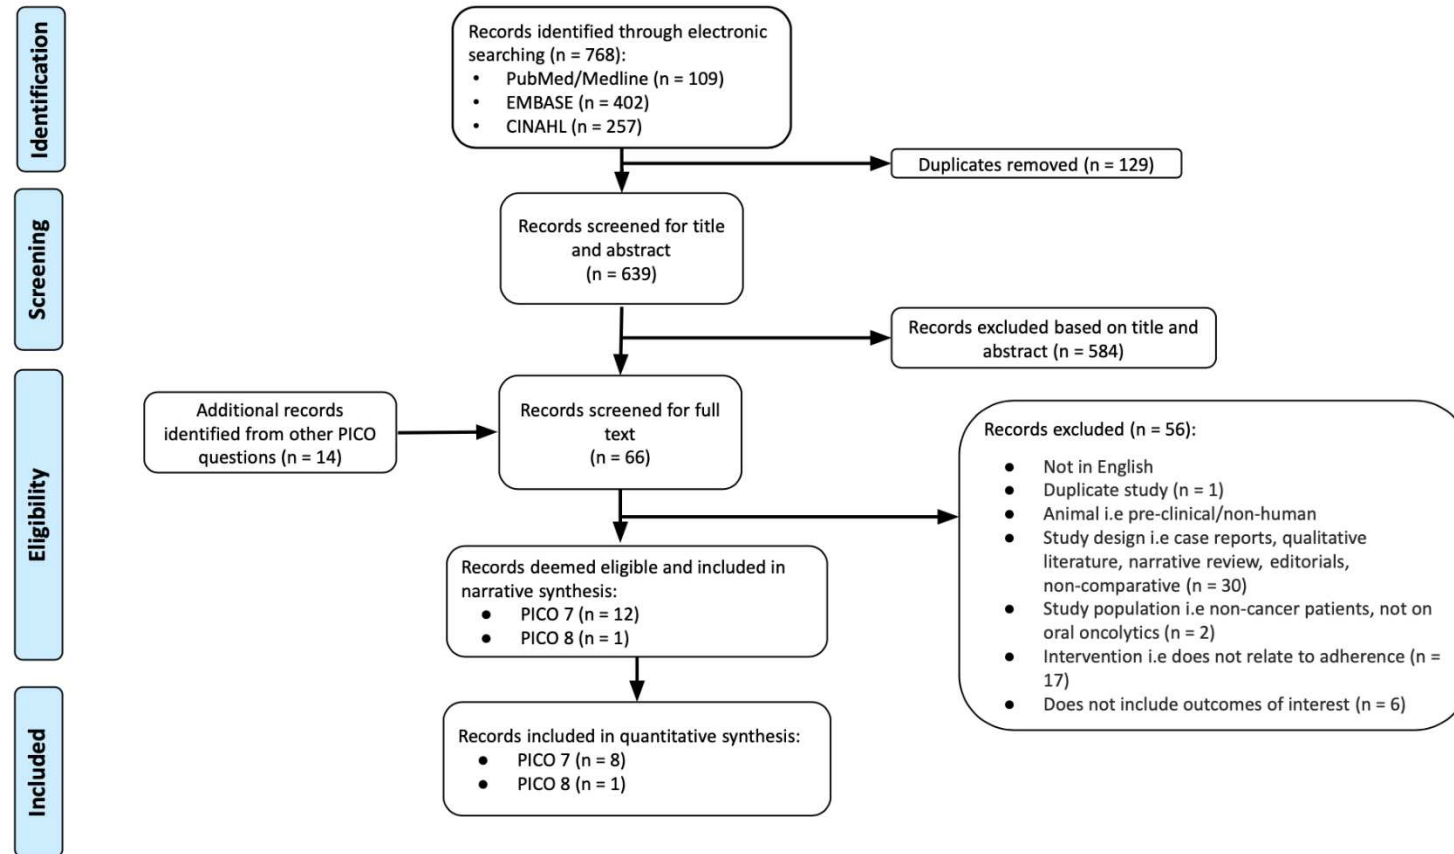 Identification
Records identified through electronic
searching (n = 768):
• PubMed/Medline (n = 109)
• EMBASE (n = 402)
• CINAHL (n = 257)
Duplicates removed (n = 129)
Screening
Records screened for title
and abstract
(n = 639)
Records excluded based on title and
abstract (n = 584)
Eligibility
Additional records
identified from other PICO
questions (n = 14)
Records screened for full
text
(n = 66)
Records excluded (n = 56):
● Not in English
● Duplicate study (n = 1)
● Animal i.e pre-clinical/non-human
● Study design i.e case reports, qualitative
literature, narrative review, editorials,
non-comparative (n = 30)
● Study population i.e non-cancer patients, not on
oral oncolytics (n = 2)
● Intervention i.e does not relate to adherence (n =
17)
● Does not include outcomes of interest (n = 6)
Records deemed eligible and included in
narrative synthesis:
● PICO 7 (n = 12)
● PICO 8 (n = 1)
Included
Records included in quantitative synthesis:
● PICO 7 (n = 8)
● PICO 8 (n = 1)